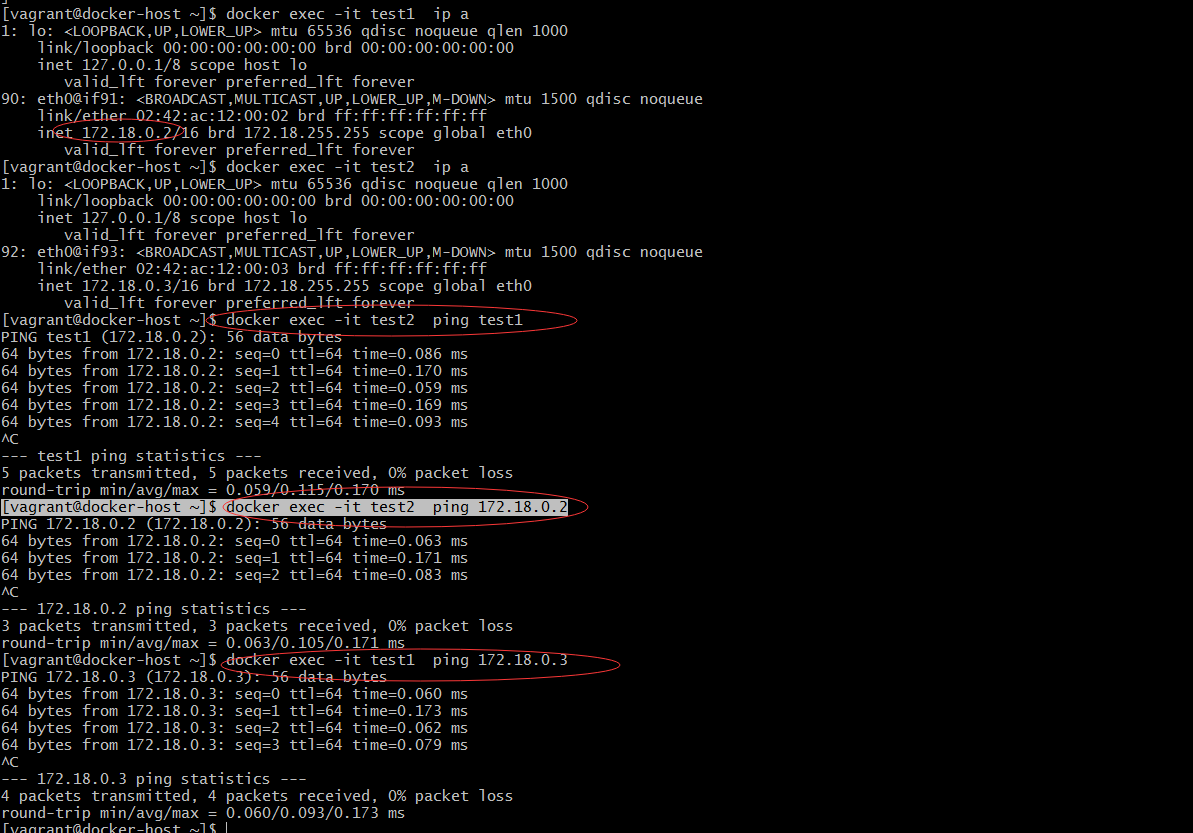 [vagrant@docker-host ~]$ docker exec -it test1  ip a
1: lo: <LOOPBACK,UP,LOWER_UP> mtu 65536 qdisc noqueue qlen 1000
    link/loopback 00:00:00:00:00:00 brd 00:00:00:00:00:00
    inet 127.0.0.1/8 scope host lo
       valid_lft forever preferred_lft forever
90: eth0@if91: <BROADCAST,MULTICAST,UP,LOWER_UP,M-DOWN> mtu 1500 qdisc noqueue
    link/ether 02:42:ac:12:00:02 brd ff:ff:ff:ff:ff:ff
    inet 172.18.0.2/16 brd 172.18.255.255 scope global eth0
       valid_lft forever preferred_lft forever
[vagrant@docker-host ~]$ docker exec -it test2  ip a
1: lo: <LOOPBACK,UP,LOWER_UP> mtu 65536 qdisc noqueue qlen 1000
    link/loopback 00:00:00:00:00:00 brd 00:00:00:00:00:00
    inet 127.0.0.1/8 scope host lo
       valid_lft forever preferred_lft forever
92: eth0@if93: <BROADCAST,MULTICAST,UP,LOWER_UP,M-DOWN> mtu 1500 qdisc noqueue
    link/ether 02:42:ac:12:00:03 brd ff:ff:ff:ff:ff:ff
    inet 172.18.0.3/16 brd 172.18.255.255 scope global eth0
       valid_lft forever preferred_lft forever
[vagrant@docker-host ~]$ docker exec -it test2  ping test1
PING test1 (172.18.0.2): 56 data bytes
64 bytes from 172.18.0.2: seq=0 ttl=64 time=0.086 ms
64 bytes from 172.18.0.2: seq=1 ttl=64 time=0.170 ms
64 bytes from 172.18.0.2: seq=2 ttl=64 time=0.059 ms
64 bytes from 172.18.0.2: seq=3 ttl=64 time=0.169 ms
64 bytes from 172.18.0.2: seq=4 ttl=64 time=0.093 ms
^C
--- test1 ping statistics ---
5 packets transmitted, 5 packets received, 0% packet loss
round-trip min/avg/max = 0.059/0.115/0.170 ms
[vagrant@docker-host ~]$ docker exec -it test2  ping 172.18.0.2
PING 172.18.0.2 (172.18.0.2): 56 data bytes
64 bytes from 172.18.0.2: seq=0 ttl=64 time=0.063 ms
64 bytes from 172.18.0.2: seq=1 ttl=64 time=0.171 ms
64 bytes from 172.18.0.2: seq=2 ttl=64 time=0.083 ms
^C
--- 172.18.0.2 ping statistics ---
3 packets transmitted, 3 packets received, 0% packet loss
round-trip min/avg/max = 0.063/0.105/0.171 ms
[vagrant@docker-host ~]$ docker exec -it test1  ping 172.18.0.3
PING 172.18.0.3 (172.18.0.3): 56 data bytes
64 bytes from 172.18.0.3: seq=0 ttl=64 time=0.060 ms
64 bytes from 172.18.0.3: seq=1 ttl=64 time=0.173 ms
64 bytes from 172.18.0.3: seq=2 ttl=64 time=0.062 ms
64 bytes from 172.18.0.3: seq=3 ttl=64 time=0.079 ms
^C
--- 172.18.0.3 ping statistics ---
4 packets transmitted, 4 packets received, 0% packet loss
round-trip min/avg/max = 0.060/0.093/0.173 ms
[vagrant@docker-host ~]$